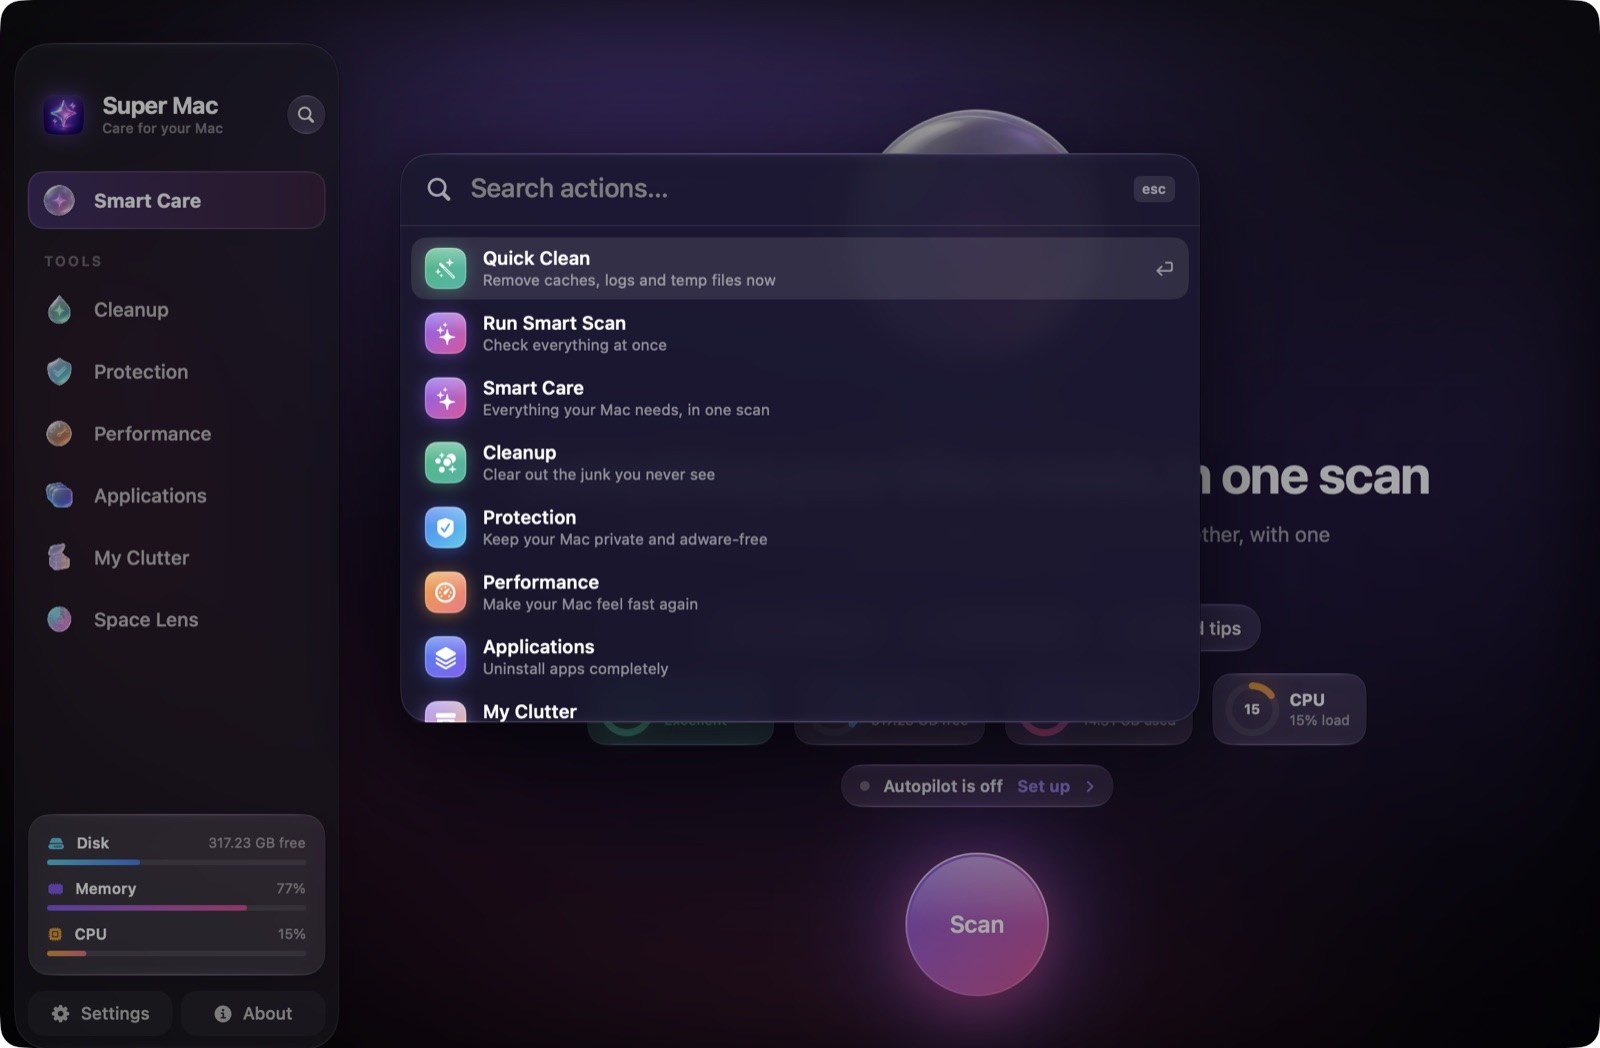 Super Mac
Care for your Mac
Smart Care
TOOLS
Cleanup
Protection
Performance
Applications
My Clutter
Space Lens
Disk 317.23 GB free
Memory 77%
CPU 15%
Settings
About
Search actions...
esc
Quick Clean
Remove caches, logs and temp files now
Run Smart Scan
Check everything at once
Smart Care
Everything your Mac needs, in one scan
Cleanup
Clear out the junk you never see
Protection
Keep your Mac private and adware-free
Performance
Make your Mac feel fast again
Applications
Uninstall apps completely
My Clutter
one scan
with one
tips
15
CPU
15% load
Autopilot is off Set up
Scan